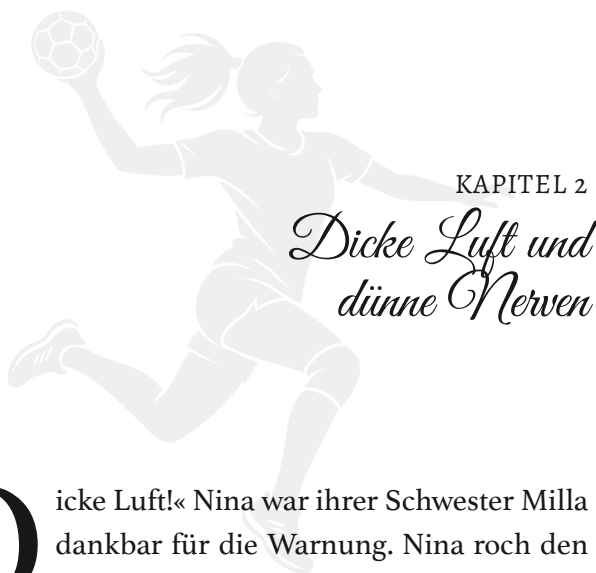 KAPITEL 2
Dicke Luft und
dünne Nerven
Dicke Luft!« Nina war ihrer Schwester Milla
dankbar für die Warnung. Nina roch den